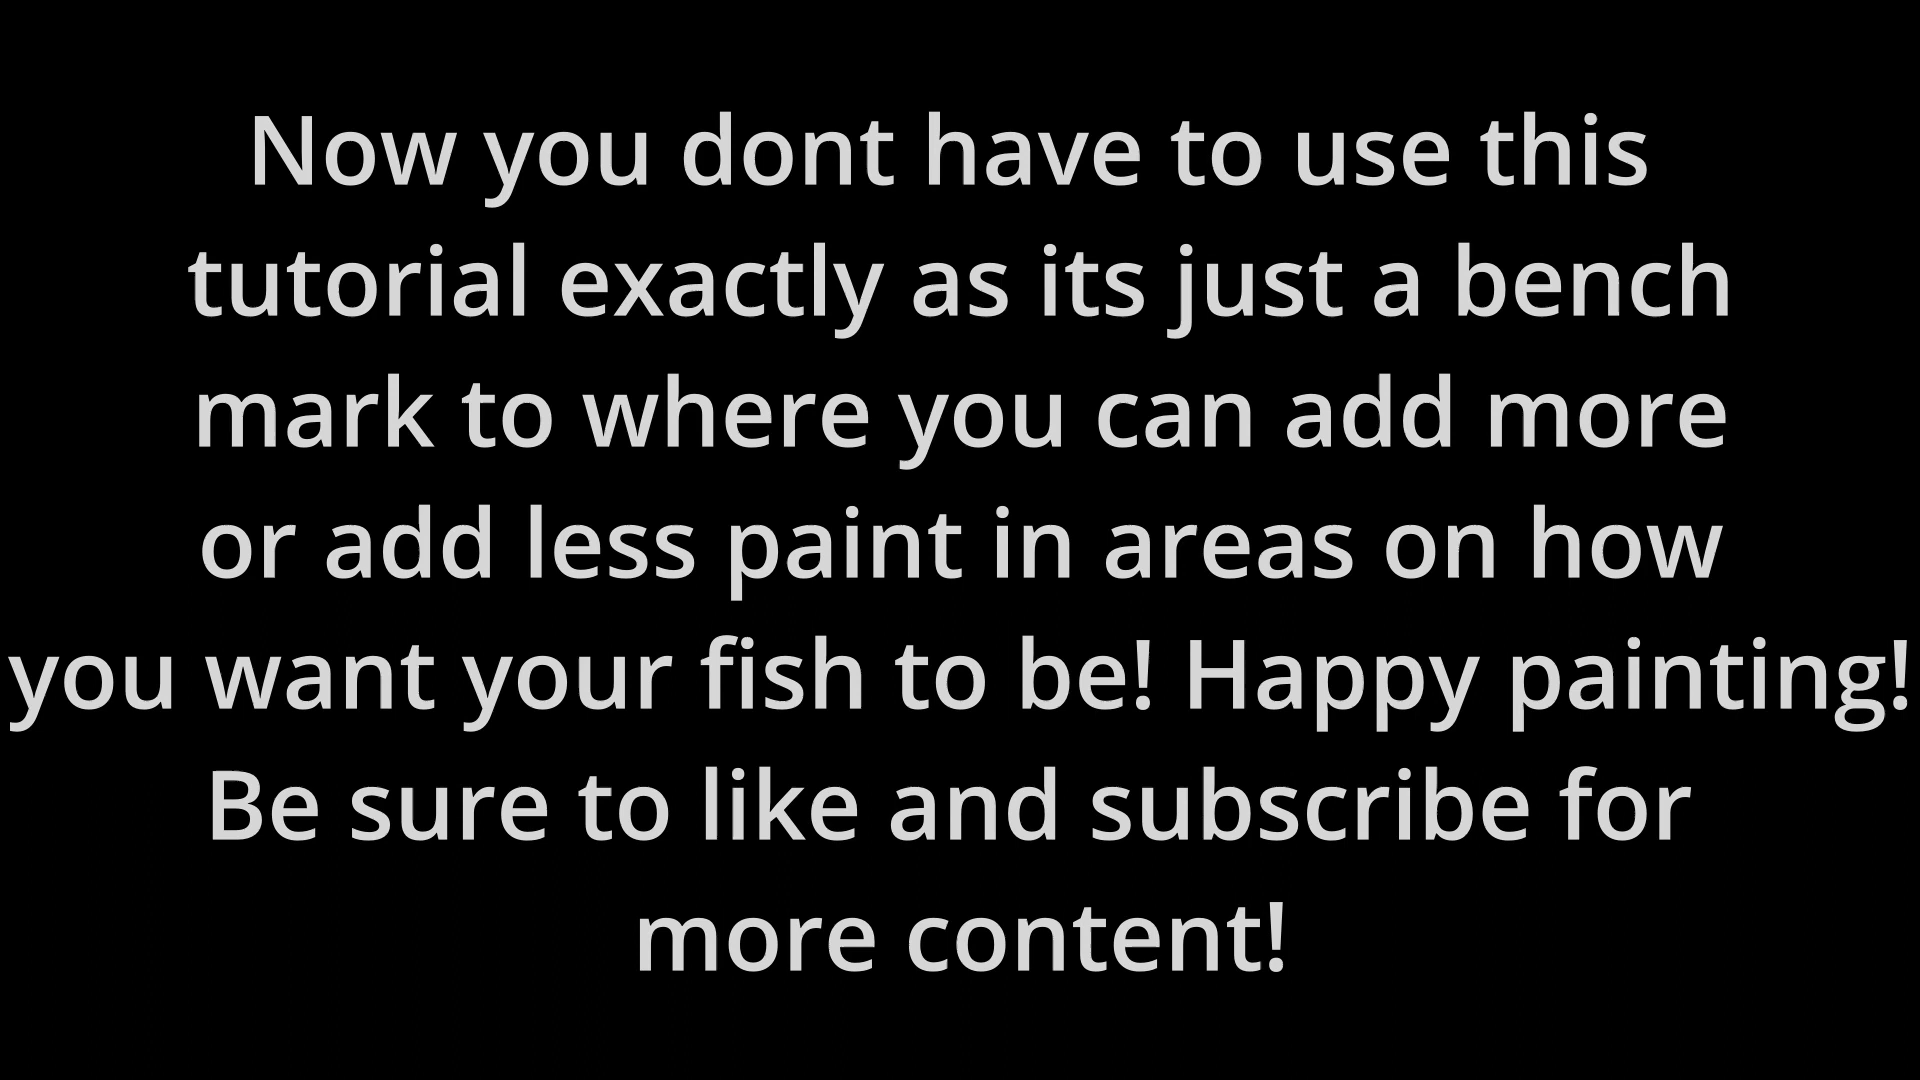 Now you dont have to use this
tutorial exactly as its just a bench
mark to where you can add more
or add less paint in areas on how
you want your fish to be! Happy painting!
Be sure to like and subscribe for
more content!